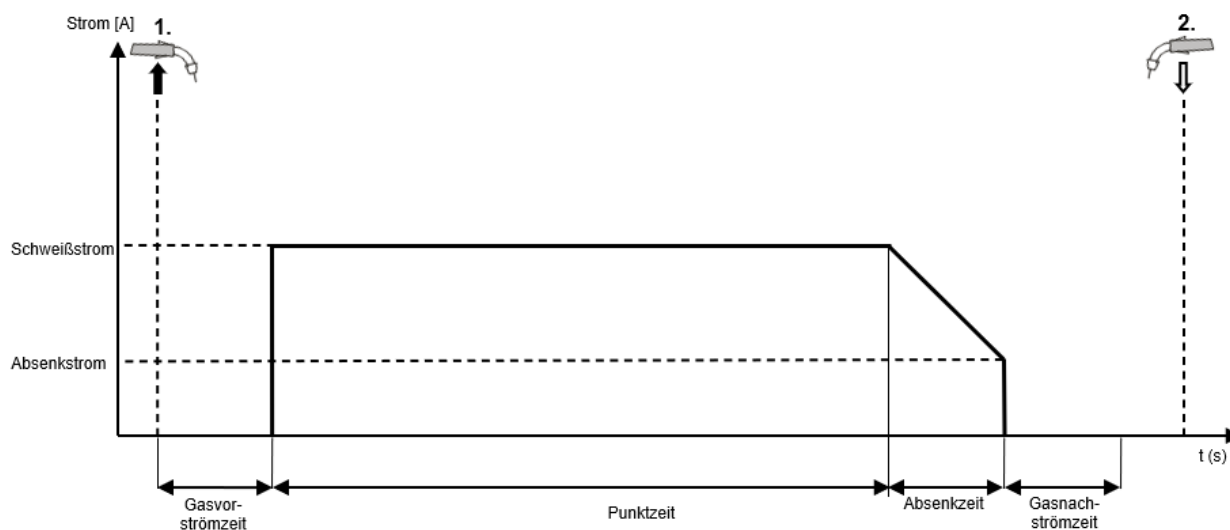 Strom [A]
1.
2.
Schweißstrom
Absenkstrom
t (s)
Gasvor-
strömzeit
Punktzeit
Absenkzeit
Gasnach-
strömzeit